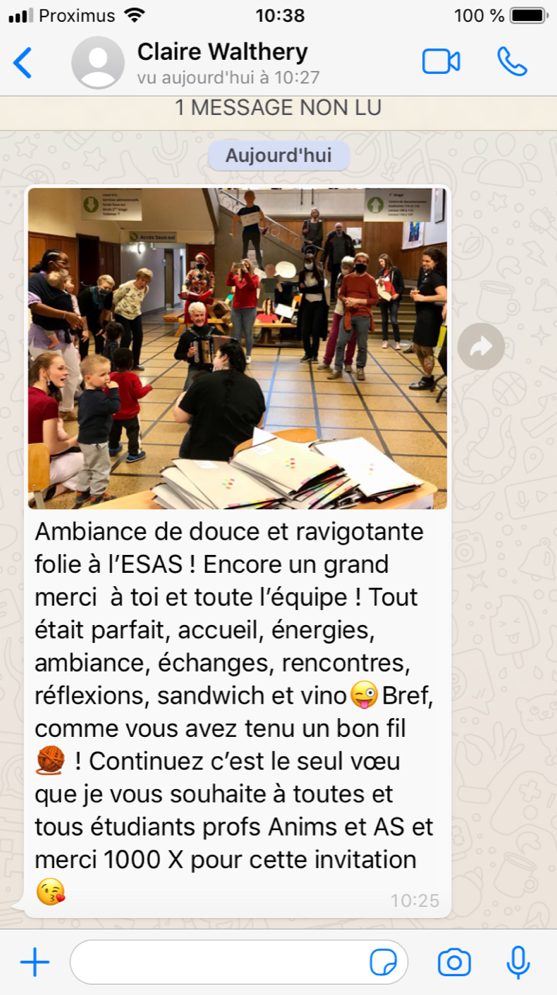 Proximus 10:38 100 %
Claire Walthery
vu aujourd'hui à 10:27
1 MESSAGE NON LU
Aujourd'hui
Accès Sous-sol
Ambiance de douce et ravigotante
folie à l'ESAS ! Encore un grand
merci  à toi et toute l'équipe ! Tout
était parfait, accueil, énergies,
ambiance, échanges, rencontres,
réflexions, sandwich et vino😜Bref,
comme vous avez tenu un bon fil
🧶 ! Continuez c'est le seul vœu
que je vous souhaite à toutes et
tous étudiants profs Anims et AS et
merci 1000 X pour cette invitation
😘
10:25